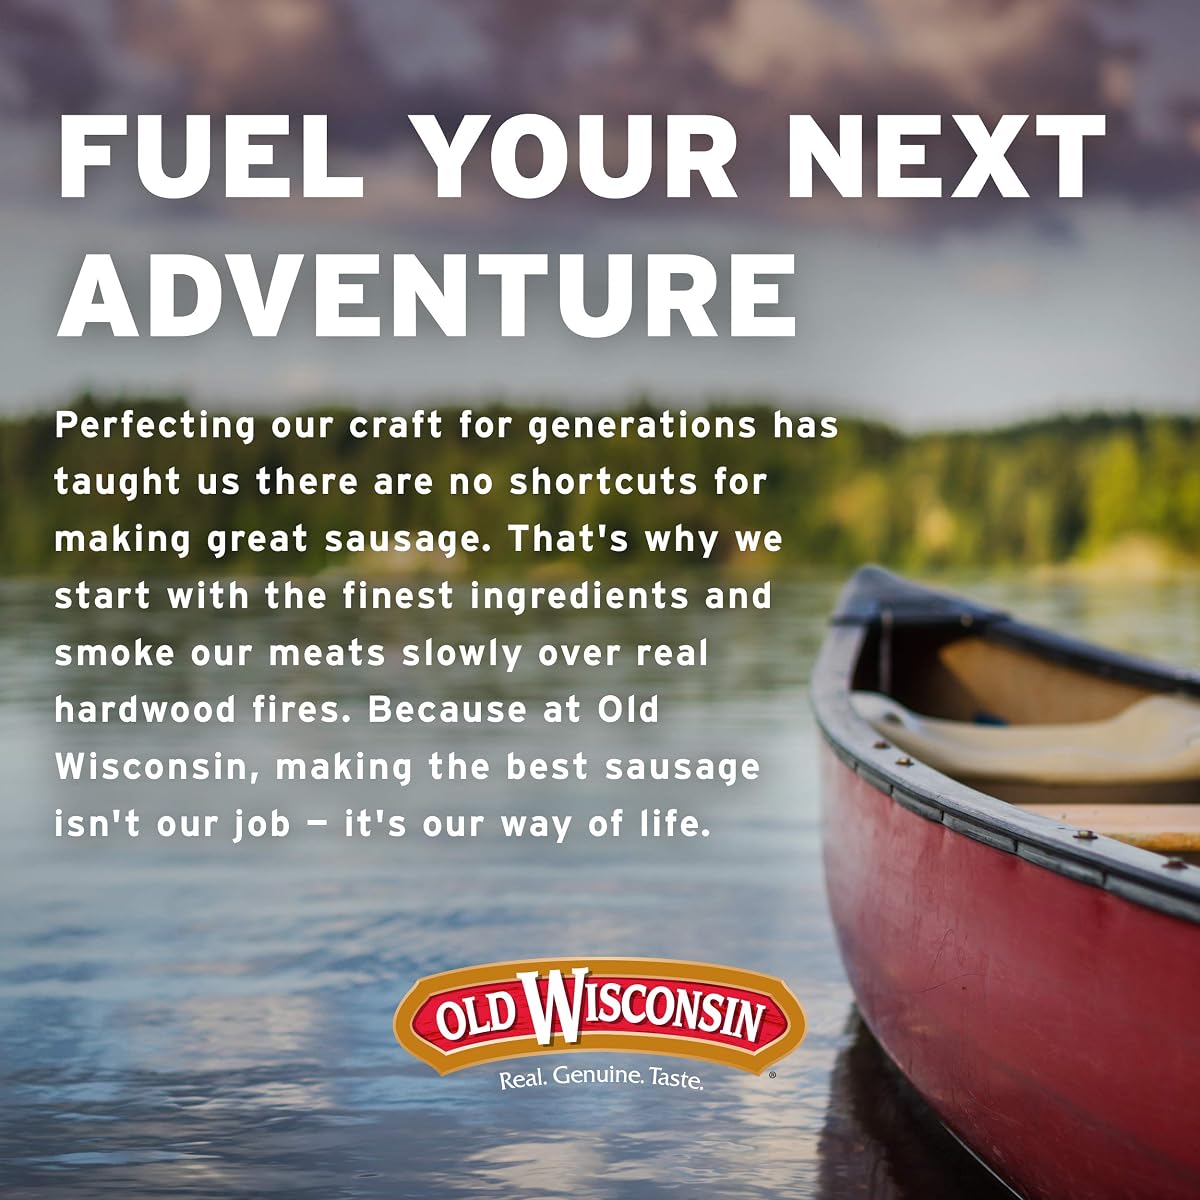 FUEL YOUR NEXT
ADVENTURE
Perfecting our craft for generations has
taught us there are no shortcuts for
making great sausage. That's why we
start with the finest ingredients and
smoke our meats slowly over real
hardwood fires. Because at Old
Wisconsin, making the best sausage
isn't our job – it's our way of life.
OLD WISCONSIN
Real. Genuine. Taste.
®